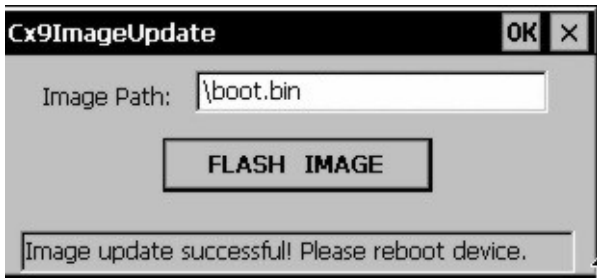 Cx9ImageUpdate OK ×
Image Path: \boot.bin
FLASH IMAGE
Image update successful! Please reboot device.